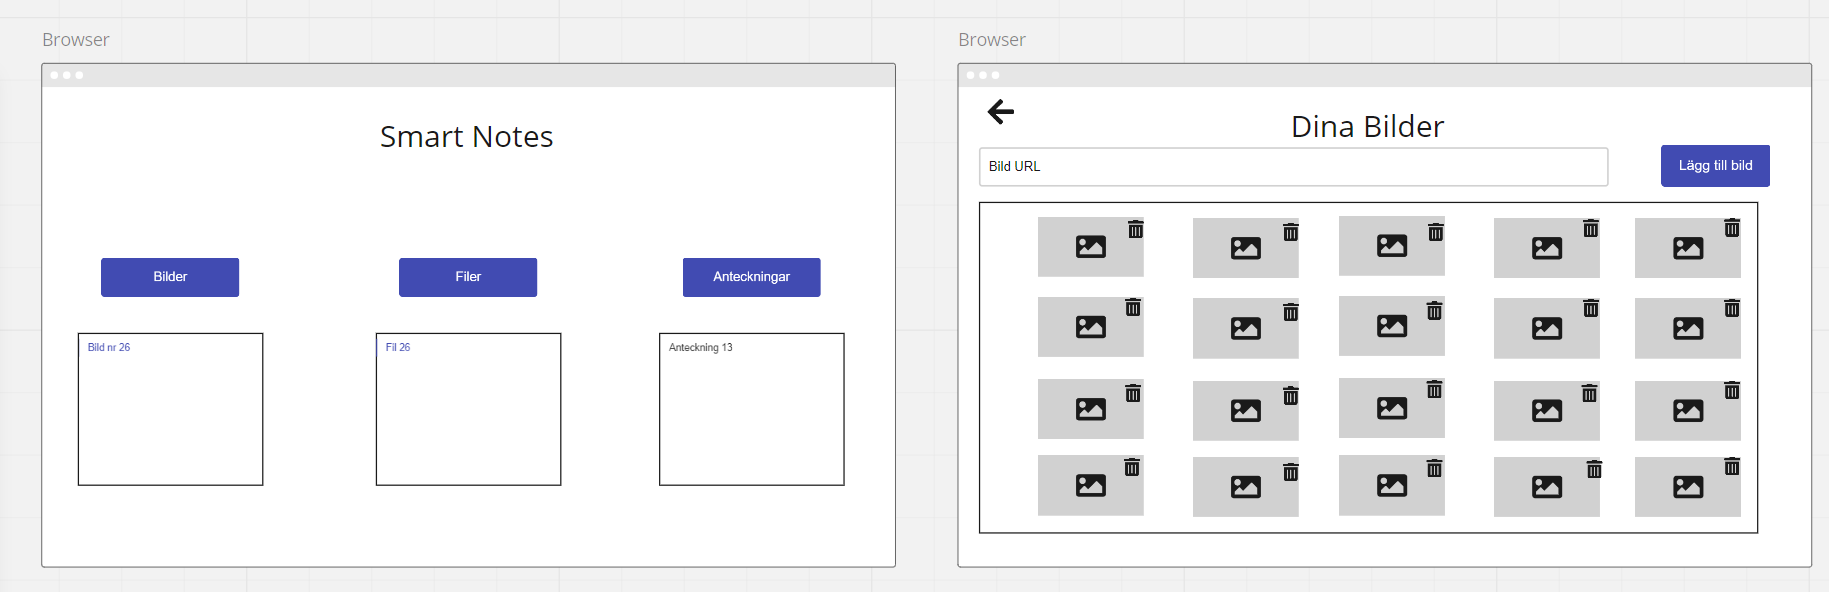 Browser
Smart Notes
Bilder
Filer
Anteckningar
Bild nr 26
Fil 26
Anteckning 13
Browser
Dina Bilder
Bild URL
Lägg till bild